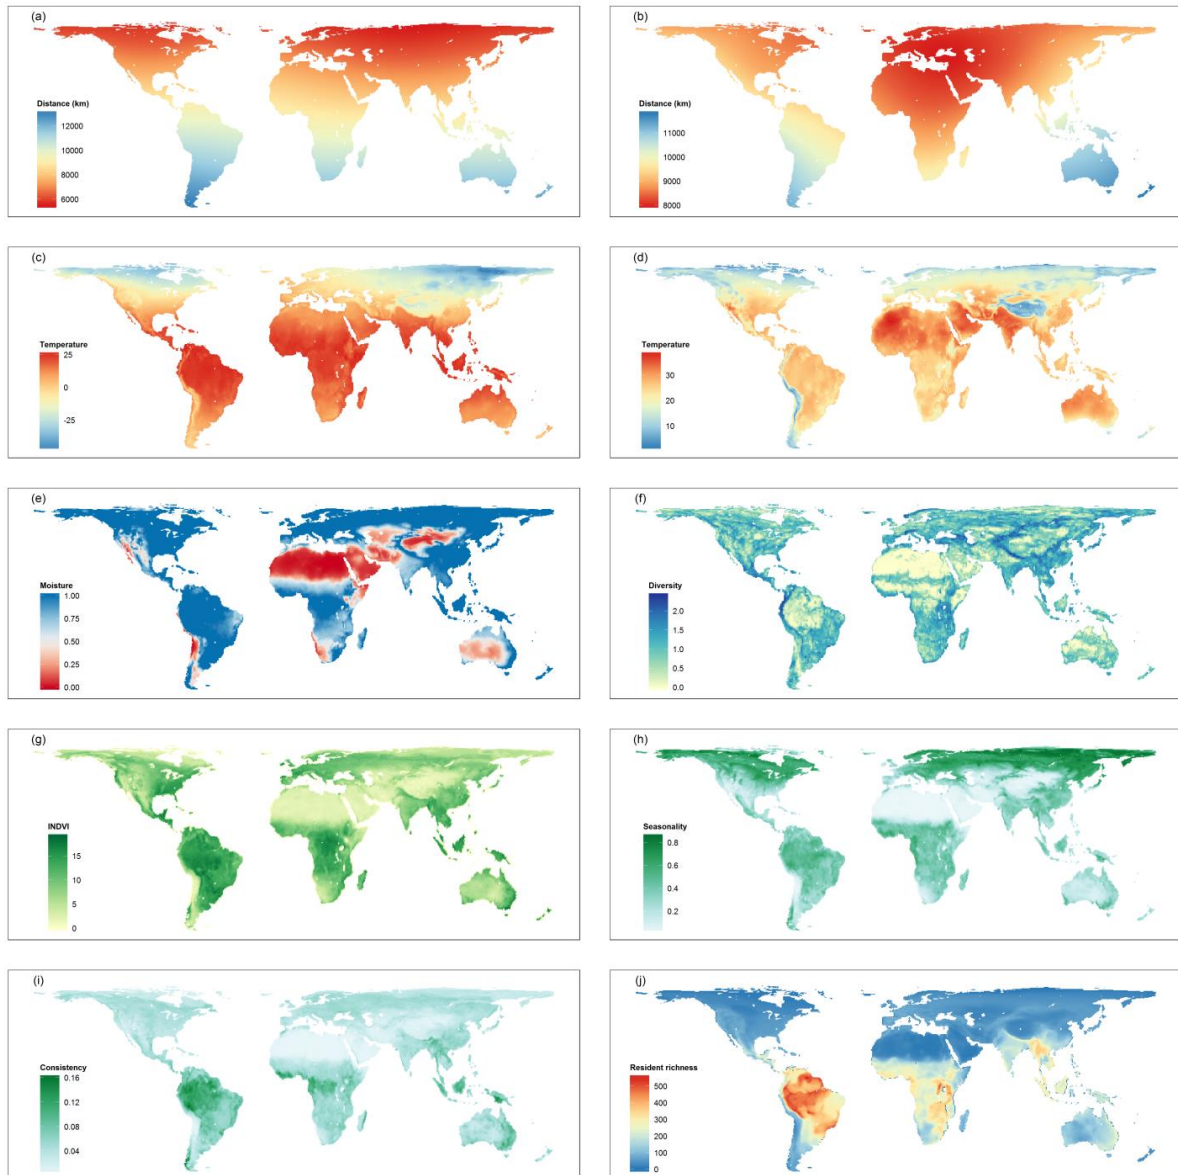 (a)
Distance (km)
12000
10000
8000
6000
(b)
Distance (km)
11000
10000
9000
8000
(c)
Temperature
25
0
-25
(d)
Temperature
30
20
10
(e)
Moisture
1.00
0.75
0.50
0.25
0.00
(f)
Diversity
2.0
1.5
1.0
0.5
0.0
(g)
INDVI
15
10
5
0
(h)
Seasonality
0.8
0.6
0.4
0.2
(i)
Consistency
0.16
0.12
0.08
0.04
(j)
Resident richness
500
400
300
200
100
0